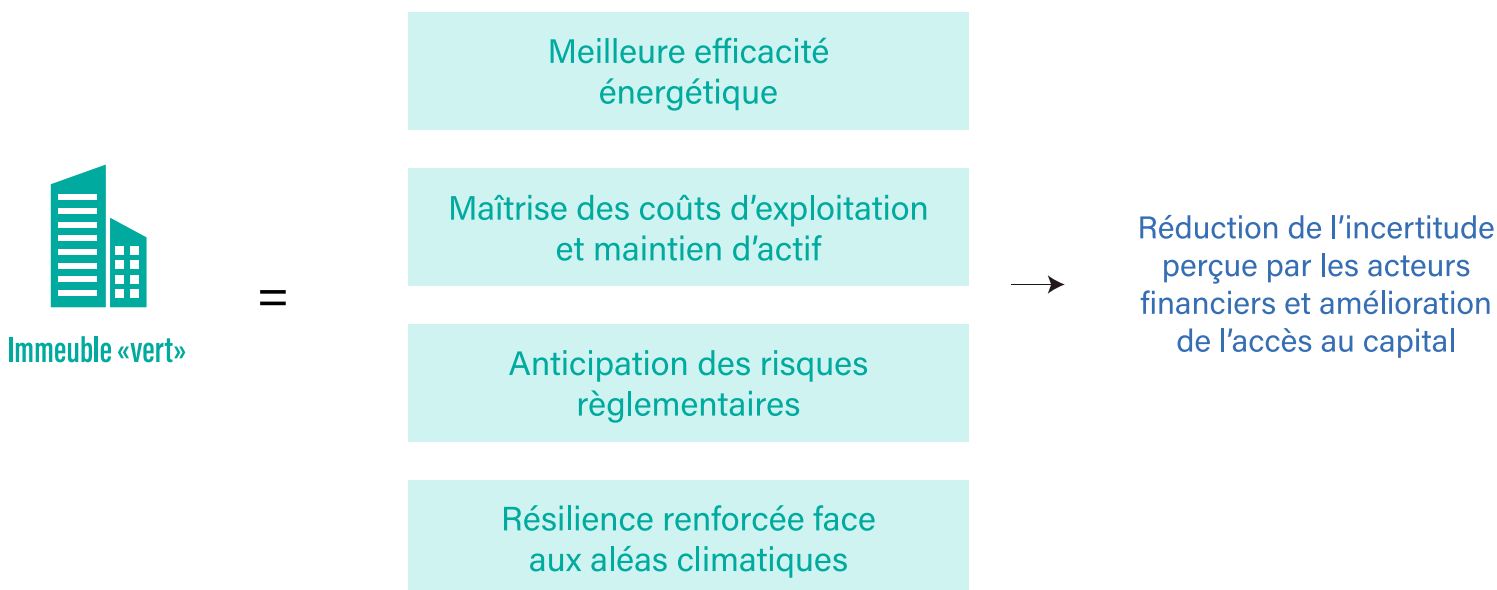 Immeuble «vert»
=
Meilleure efficacité
énergétique
Maîtrise des coûts d’exploitation
et maintien d’actif
Anticipation des risques
règlementaires
Résilience renforcée face
aux aléas climatiques
Réduction de l’incertitude
perçue par les acteurs
financiers et amélioration
de l’accès au capital